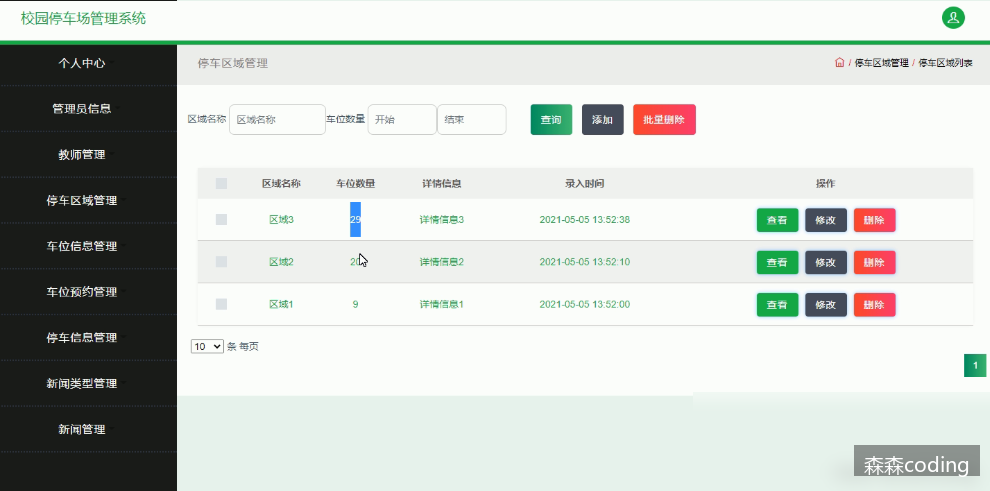 校园停车场管理系统
个人中心
管理员信息
教师管理
停车区域管理
车位信息管理
车位预约管理
停车信息管理
新闻类型管理
新闻管理
停车区域管理
/ 停车区域管理 / 停车区域列表
区域名称 区域名称 车位数量 开始 结束 查询 添加 批量删除
区域名称 车位数量 详情信息 录入时间 操作
区域3 29 详情信息3 2021-05-05 13:52:38 查看 修改 删除
区域2 20 详情信息2 2021-05-05 13:52:10 查看 修改 删除
区域1 9 详情信息1 2021-05-05 13:52:00 查看 修改 删除
10 条 每页
1
森森coding